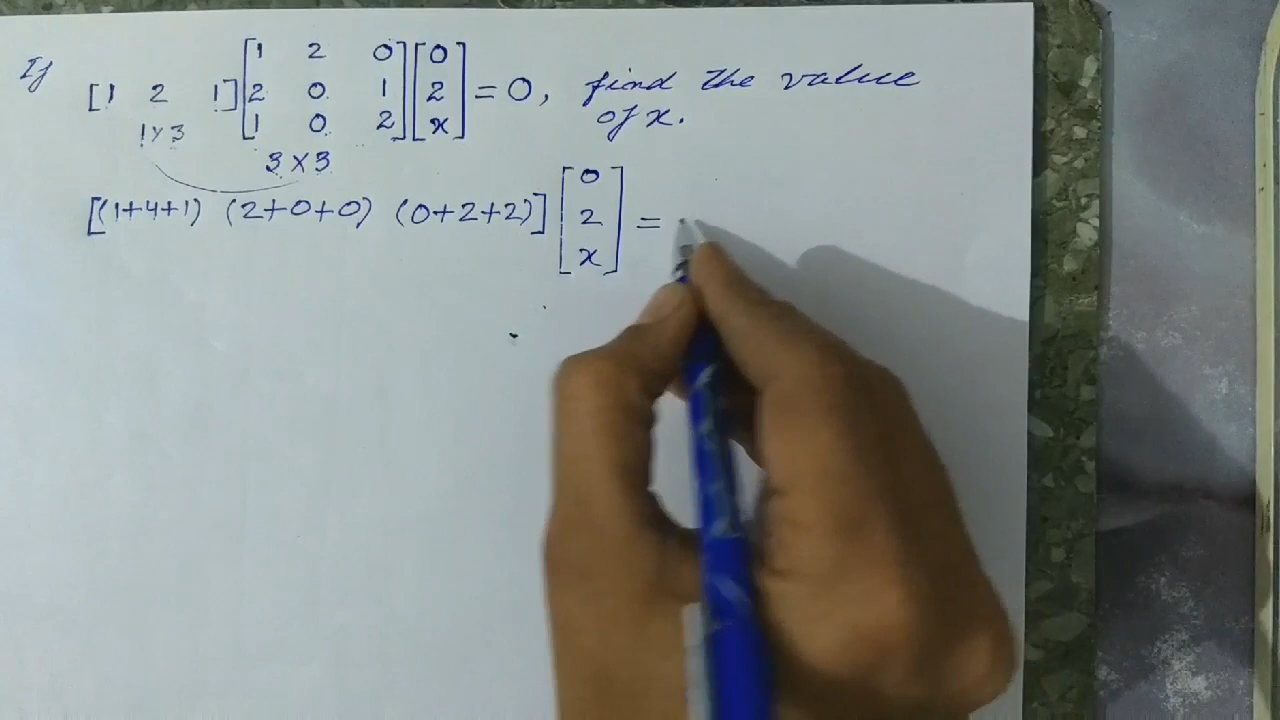 If [1 2 1] [1 2 0 2 0 1 1 0 2] [0 2 x] = 0, find the value of x.
1×3
3×3
[(1+4+1) (2+0+0) (0+2+2)] [0 2 x] =